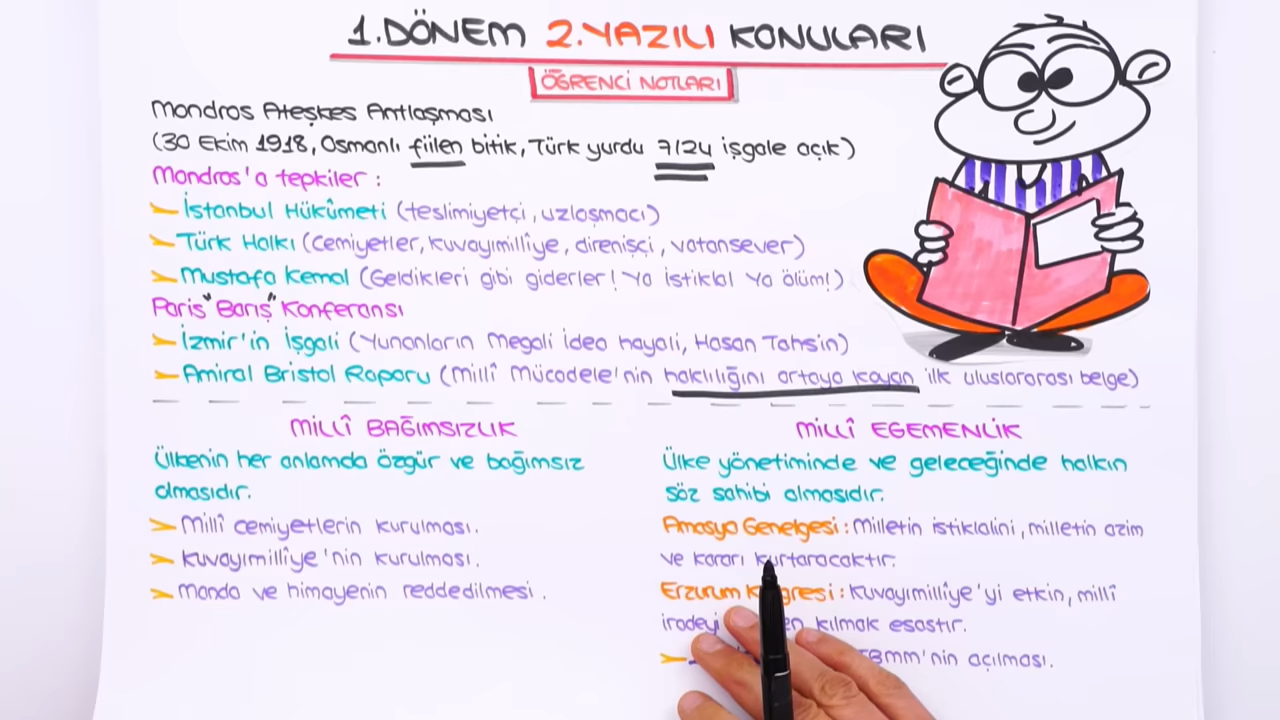 1.DÖNEM 2.YAZILI KONULARI
ÖĞRENCİ NOTLARI
Mondros Ateşkes Antlaşması
(30 Ekim 1918, Osmanlı fiilen bitik, Türk yurdu 7/24 işgale açık)
Mondros'a tepkiler :
İstanbul Hükûmeti (teslimiyetçi, uzlaşmacı)
Türk Halkı (Cemiyetler, kuvayımillîye, direnişçi, vatansever)
Mustafa Kemal (Geldikleri gibi giderler! Ya istiklal Ya ölüm!)
Paris "Barış" Konferansı
İzmir'in İşgali (Yunanların Megali İdea hayali, Hasan Tahsin)
Amiral Bristol Raporu (Millî Mücadele'nin haklılığını ortaya koyan ilk uluslararası belge)
MİLLÎ BAĞIMSIZLIK
Ülkenin her anlamda özgür ve bağımsız
olmasıdır.
Millî cemiyetlerin kurulması.
Kuvayımillîye'nin kurulması.
Manda ve himayenin reddedilmesi.
MİLLÎ EGEMENLİK
Ülke yönetiminde ve geleceğinde halkın
söz sahibi olmasıdır.
Amasya Genelgesi: Milletin istiklalini, milletin azim
ve kararı kurtaracaktır.
Erzurum Kongresi: Kuvayımillîye'yi etkin, millî
iradeyi kılmak esastır.
TBMM'nin açılması.